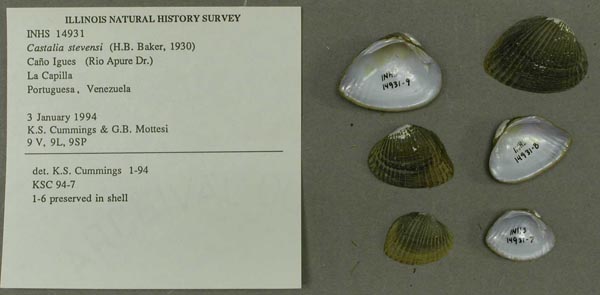 ILLINOIS NATURAL HISTORY SURVEY
INHS 14931
Castalia stevensi (H.B. Baker, 1930)
Caño Igues (Rio Apure Dr.)
La Capilla
Portuguesa, Venezuela
3 January 1994
K.S. Cummings & G.B. Mottesi
9 V, 9L, 9SP
det. K.S. Cummings 1-94
KSC 94-7
1-6 preserved in shell
INHS
14931-9
14931-8
INHS
14931-7